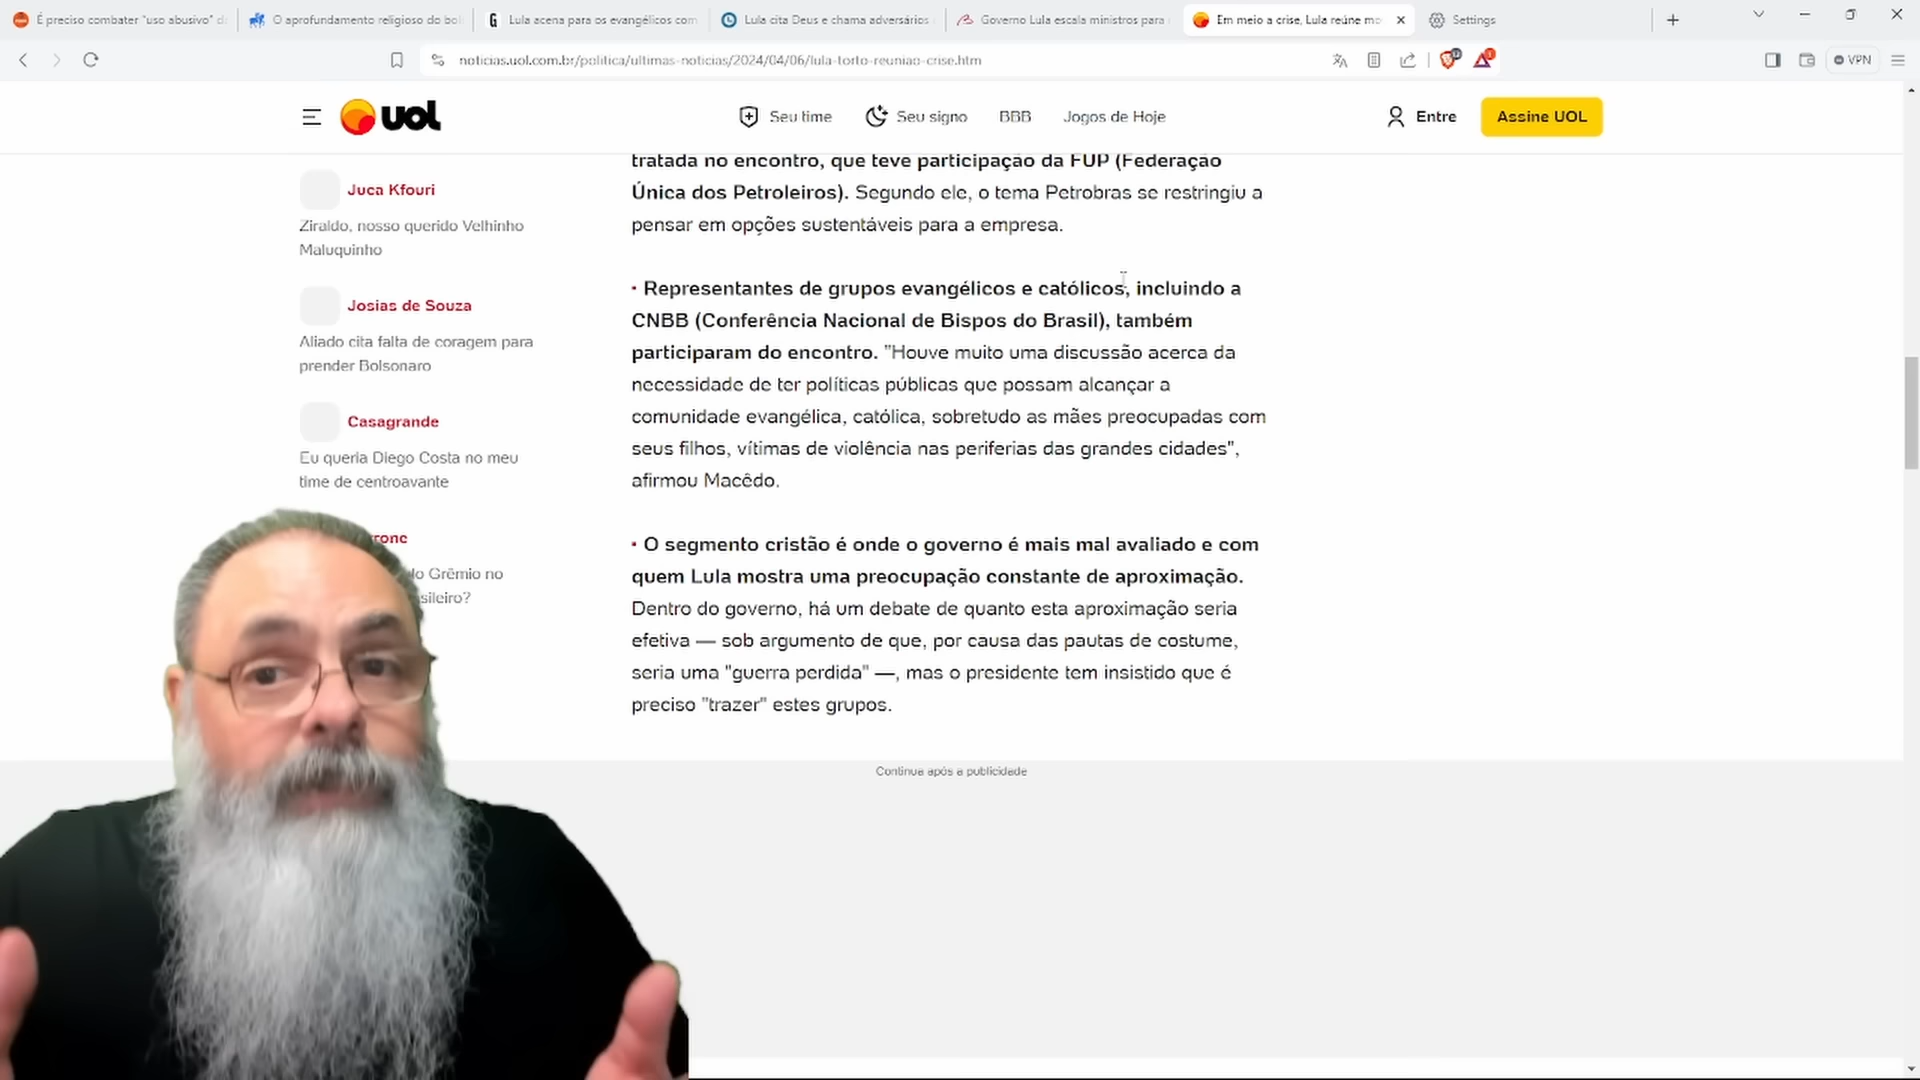 É preciso combater "uso abusivo" d
O aprofundamento religioso do bol
Lula acena para os evangélicos com
Lula cita Deus e chama adversários
Governo Lula escala ministros para
Em meio a crise, Lula reúne mo
Settings
noticias.uol.com.br/politica/ultimas-noticias/2024/04/06/lula-torto-reuniao-crise.htm
VPN
uol
Seu time
Seu signo
BBB
Jogos de Hoje
Entre
Assine UOL
Juca Kfouri
Ziraldo, nosso querido Velhinho
Maluquinho
Josias de Souza
Aliado cita falta de coragem para
prender Bolsonaro
Casagrande
Eu queria Diego Costa no meu
time de centroavante
rone
lo Grêmio no
sileiro?
tratada no encontro, que teve participação da FUP (Federação
Única dos Petroleiros). Segundo ele, o tema Petrobras se restringiu a
pensar em opções sustentáveis para a empresa.
· Representantes de grupos evangélicos e católicos, incluindo a
CNBB (Conferência Nacional de Bispos do Brasil), também
participaram do encontro. "Houve muito uma discussão acerca da
necessidade de ter políticas públicas que possam alcançar a
comunidade evangélica, católica, sobretudo as mães preocupadas com
seus filhos, vítimas de violência nas periferias das grandes cidades",
afirmou Macêdo.
· O segmento cristão é onde o governo é mais mal avaliado e com
quem Lula mostra uma preocupação constante de aproximação.
Dentro do governo, há um debate de quanto esta aproximação seria
efetiva — sob argumento de que, por causa das pautas de costume,
seria uma "guerra perdida" —, mas o presidente tem insistido que é
preciso "trazer" estes grupos.
Continua após a publicidade